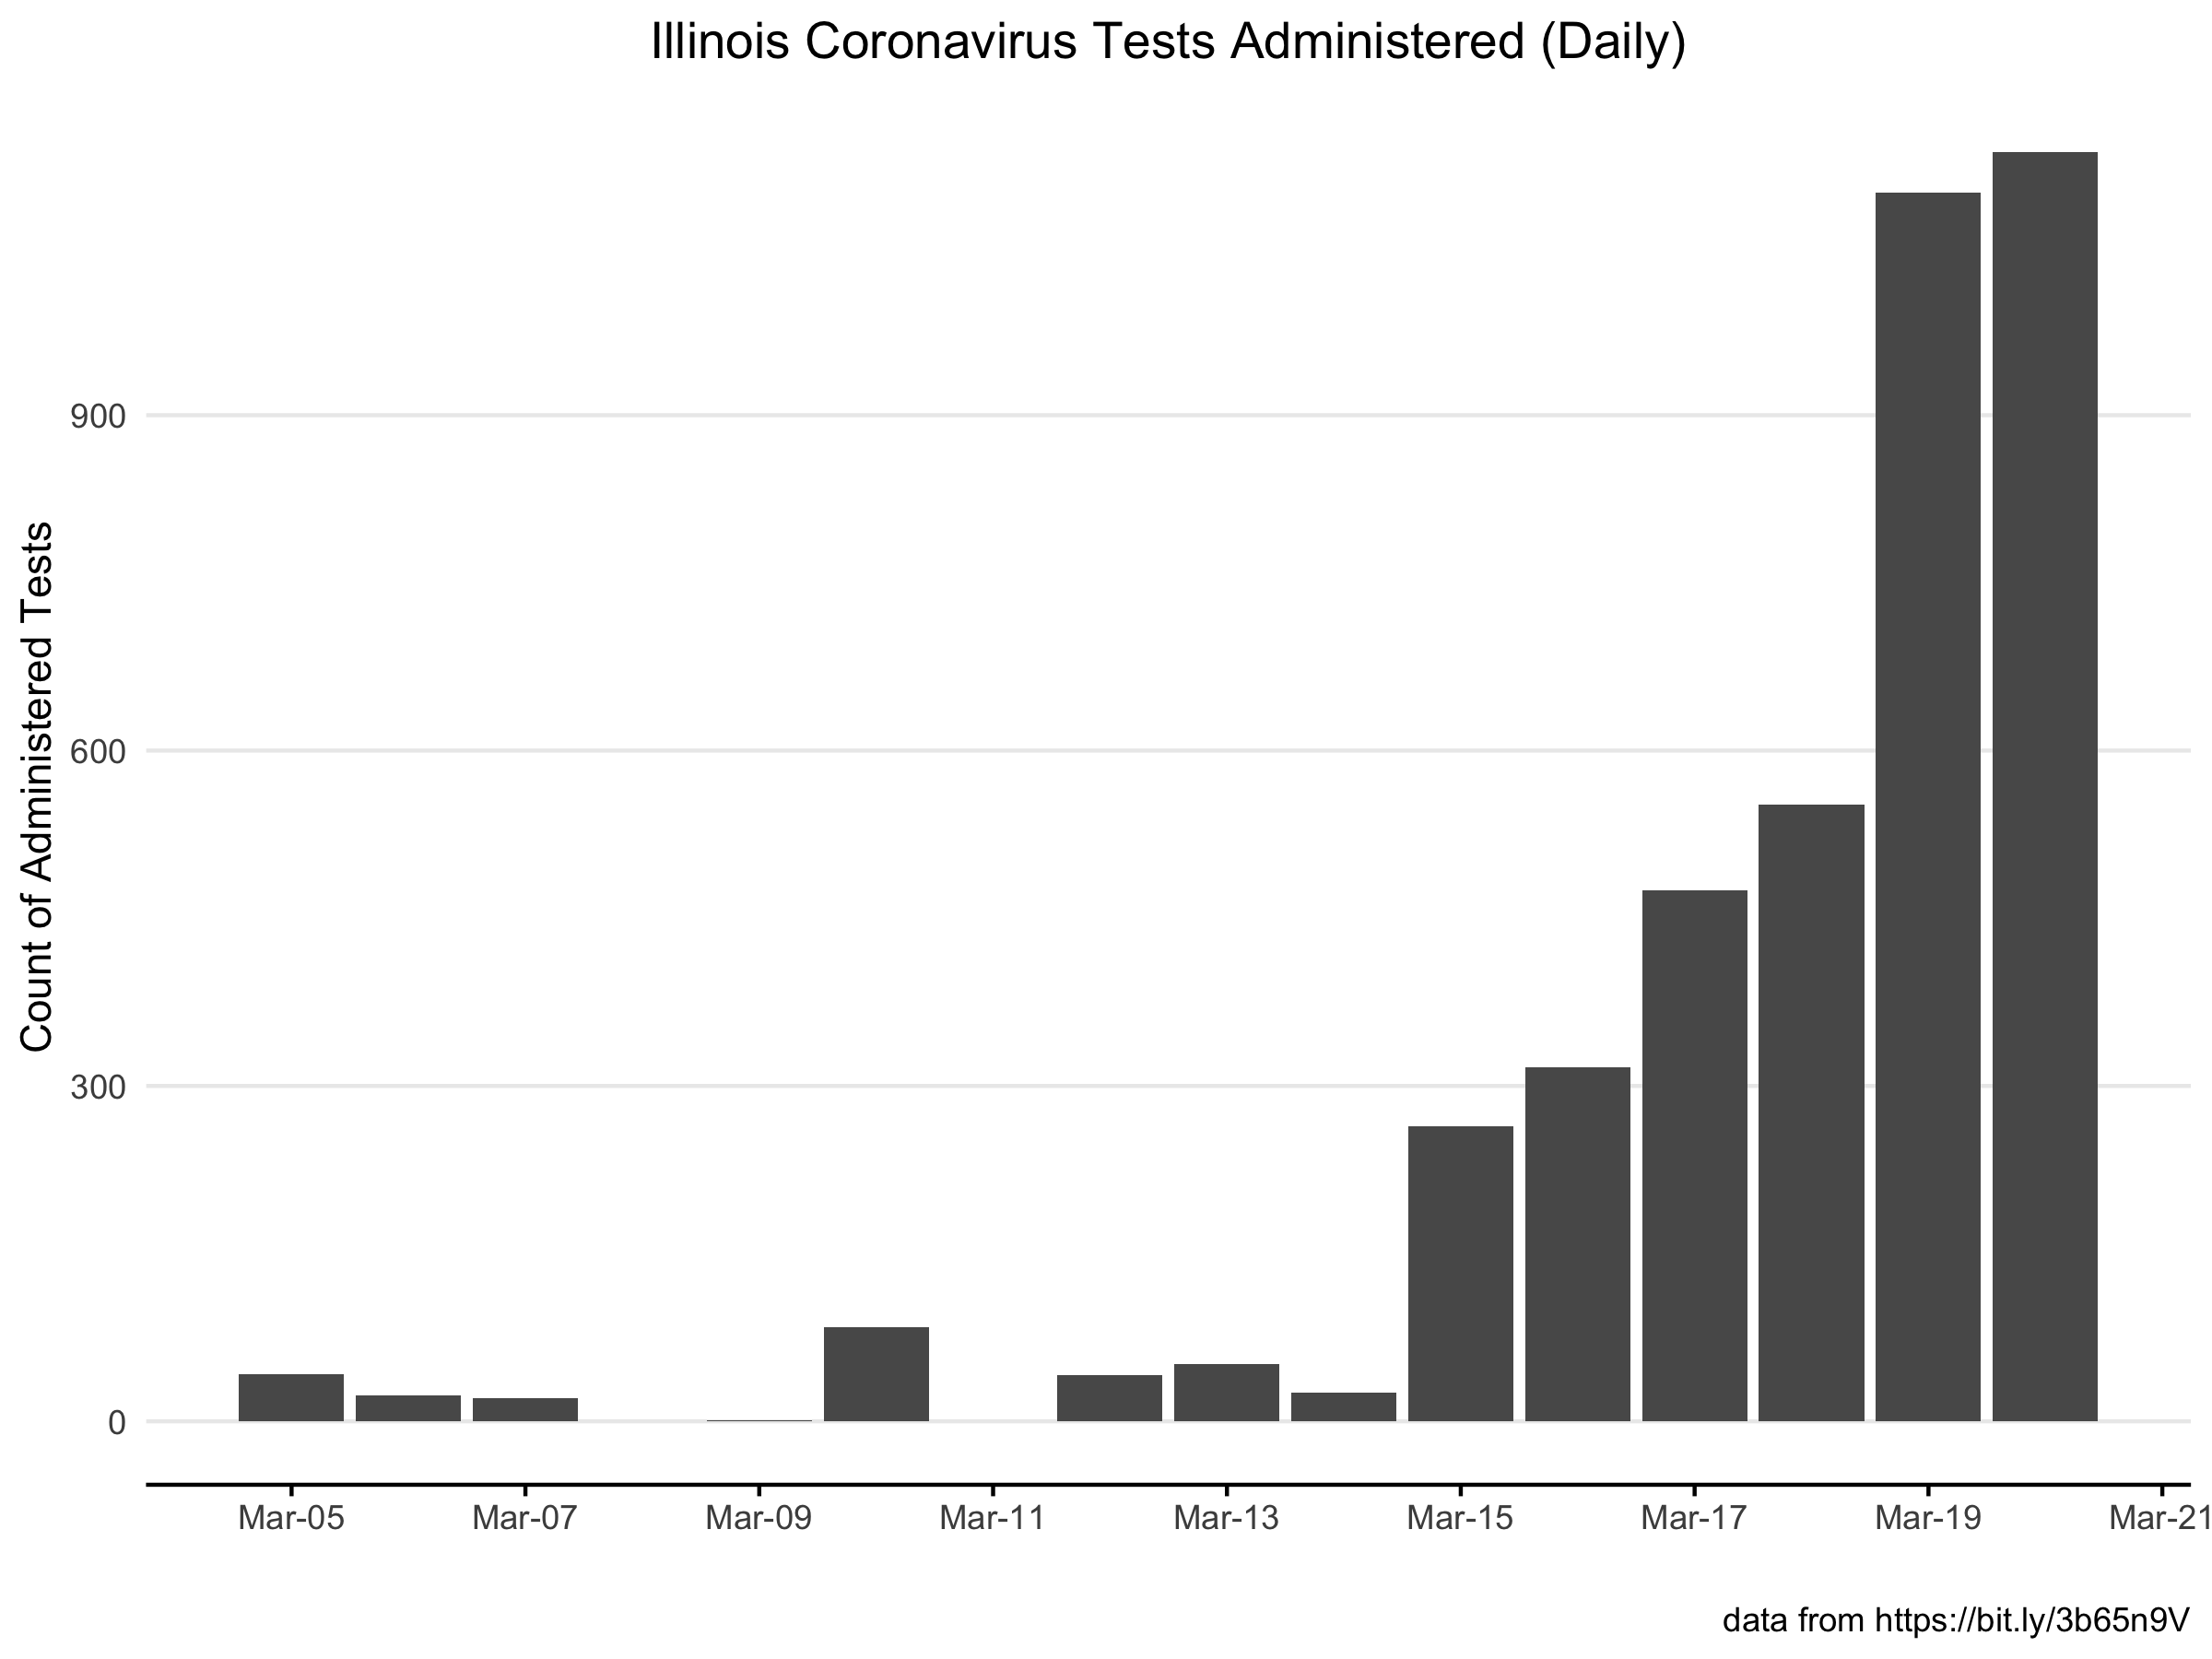 Illinois Coronavirus Tests Administered (Daily)
Count of Administered Tests
900
600
300
0
Mar-05 Mar-07 Mar-09 Mar-11 Mar-13 Mar-15 Mar-17 Mar-19 Mar-21
data from https://bit.ly/3b65n9V